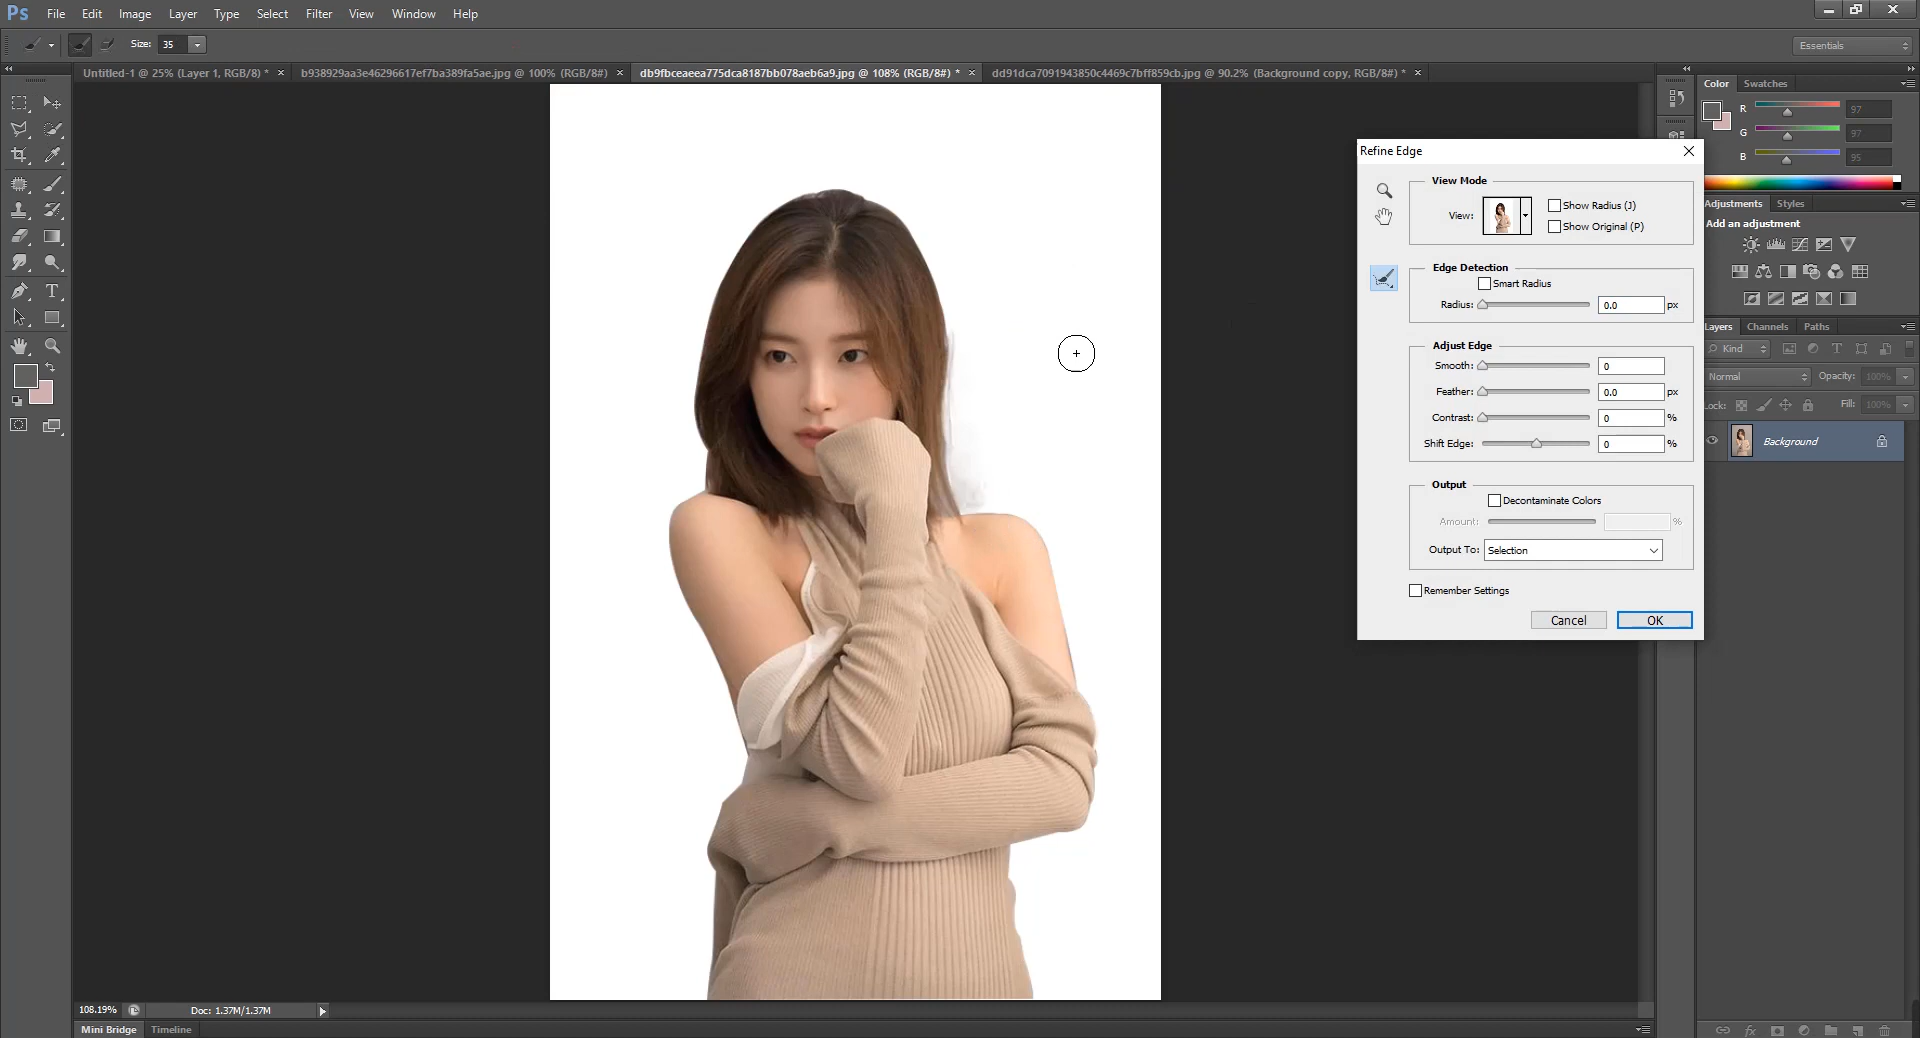 Ps File Edit Image Layer Type Select Filter View Window Help
Size: 35 Essentials
Untitled-1 @ 25% (Layer 1, RGB/8) * × b938929aa3e46296617ef7ba389fa5ae.jpg @ 100% (RGB/8#) × db9fbceaeea775dca8187bb078aeb6a9.jpg @ 108% (RGB/8#) * × dd91dca7091943850c4469c7bff859cb.jpg @ 90.2% (Background copy, RGB/8#) * ×
Color Swatches
R 97
G 97
B 95
Adjustments Styles
Add an adjustment
Layers Channels Paths
Kind
Normal Opacity: 100%
Lock: Fill: 100%
Background
Refine Edge
View Mode
View: Show Radius (J)
Show Original (P)
Edge Detection
Smart Radius
Radius: 0.0 px
Adjust Edge
Smooth: 0
Feather: 0.0 px
Contrast: 0 %
Shift Edge: 0 %
Output
Decontaminate Colors
Amount: %
Output To: Selection
Remember Settings
Cancel OK
108.19% Doc: 1.37M/1.37M
Mini Bridge Timeline
fx